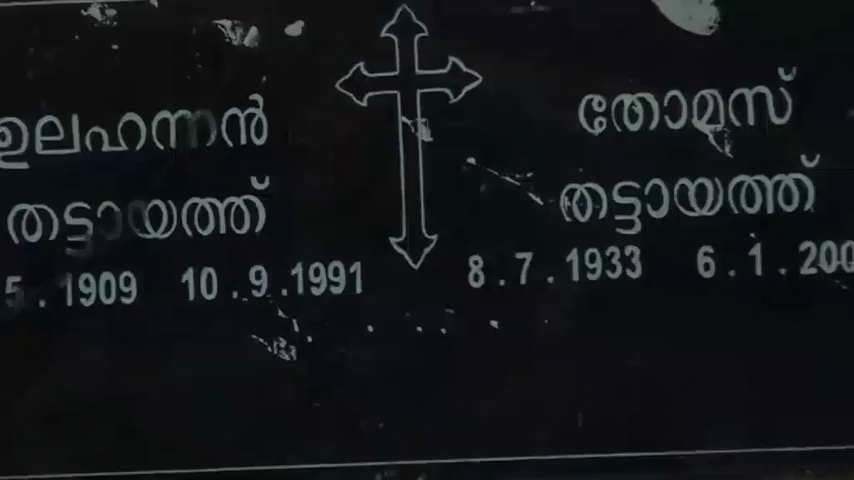 ഉലഹന്നൻ
തട്ടായത്ത്
5 . 1909 10 . 9 . 1991
തോമസ്
തട്ടായത്ത്
8 . 7 . 1933 6 . 1 . 200